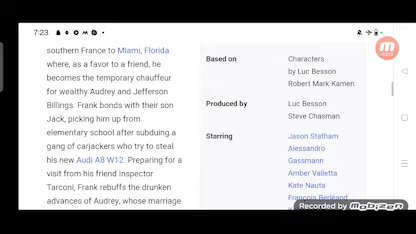 7:23
southern France to Miami, Florida
where, as a favor to a friend, he
becomes the temporary chauffeur
for wealthy Audrey and Jefferson
Billings. Frank bonds with their son
Jack, picking him up from
elementary school after subduing a
gang of carjackers who try to steal
his new Audi A8 W12. Preparing for a
visit from his friend Inspector
Tarconi, Frank rebuffs the drunken
advances of Audrey, whose marriage
Based on
Characters
by Luc Besson
Robert Mark Kamen
Produced by
Luc Besson
Steve Chasman
Starring
Jason Statham
Alessandro
Gassmann
Amber Valletta
Kate Nauta
François Berléand
Recorded by Mobizen